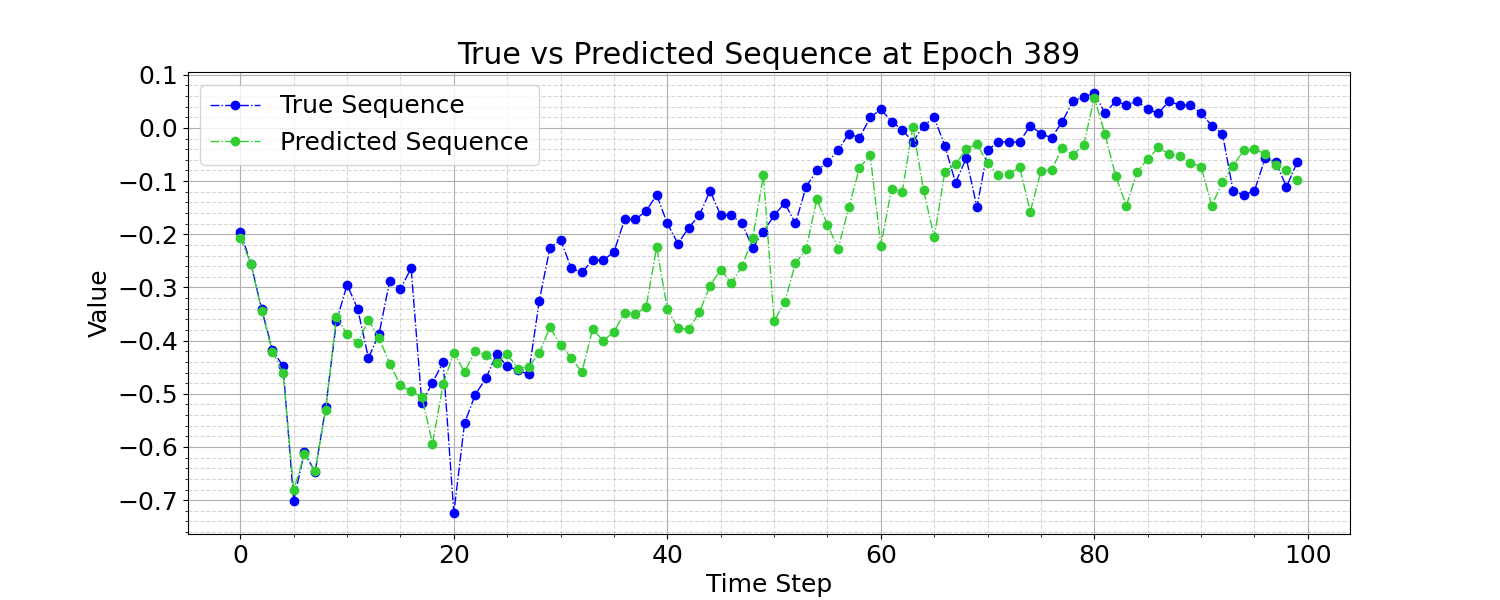 True vs Predicted Sequence at Epoch 389
True Sequence
Predicted Sequence
Value
0.1
0.0
−0.1
−0.2
−0.3
−0.4
−0.5
−0.6
−0.7
0 20 40 60 80 100
Time Step